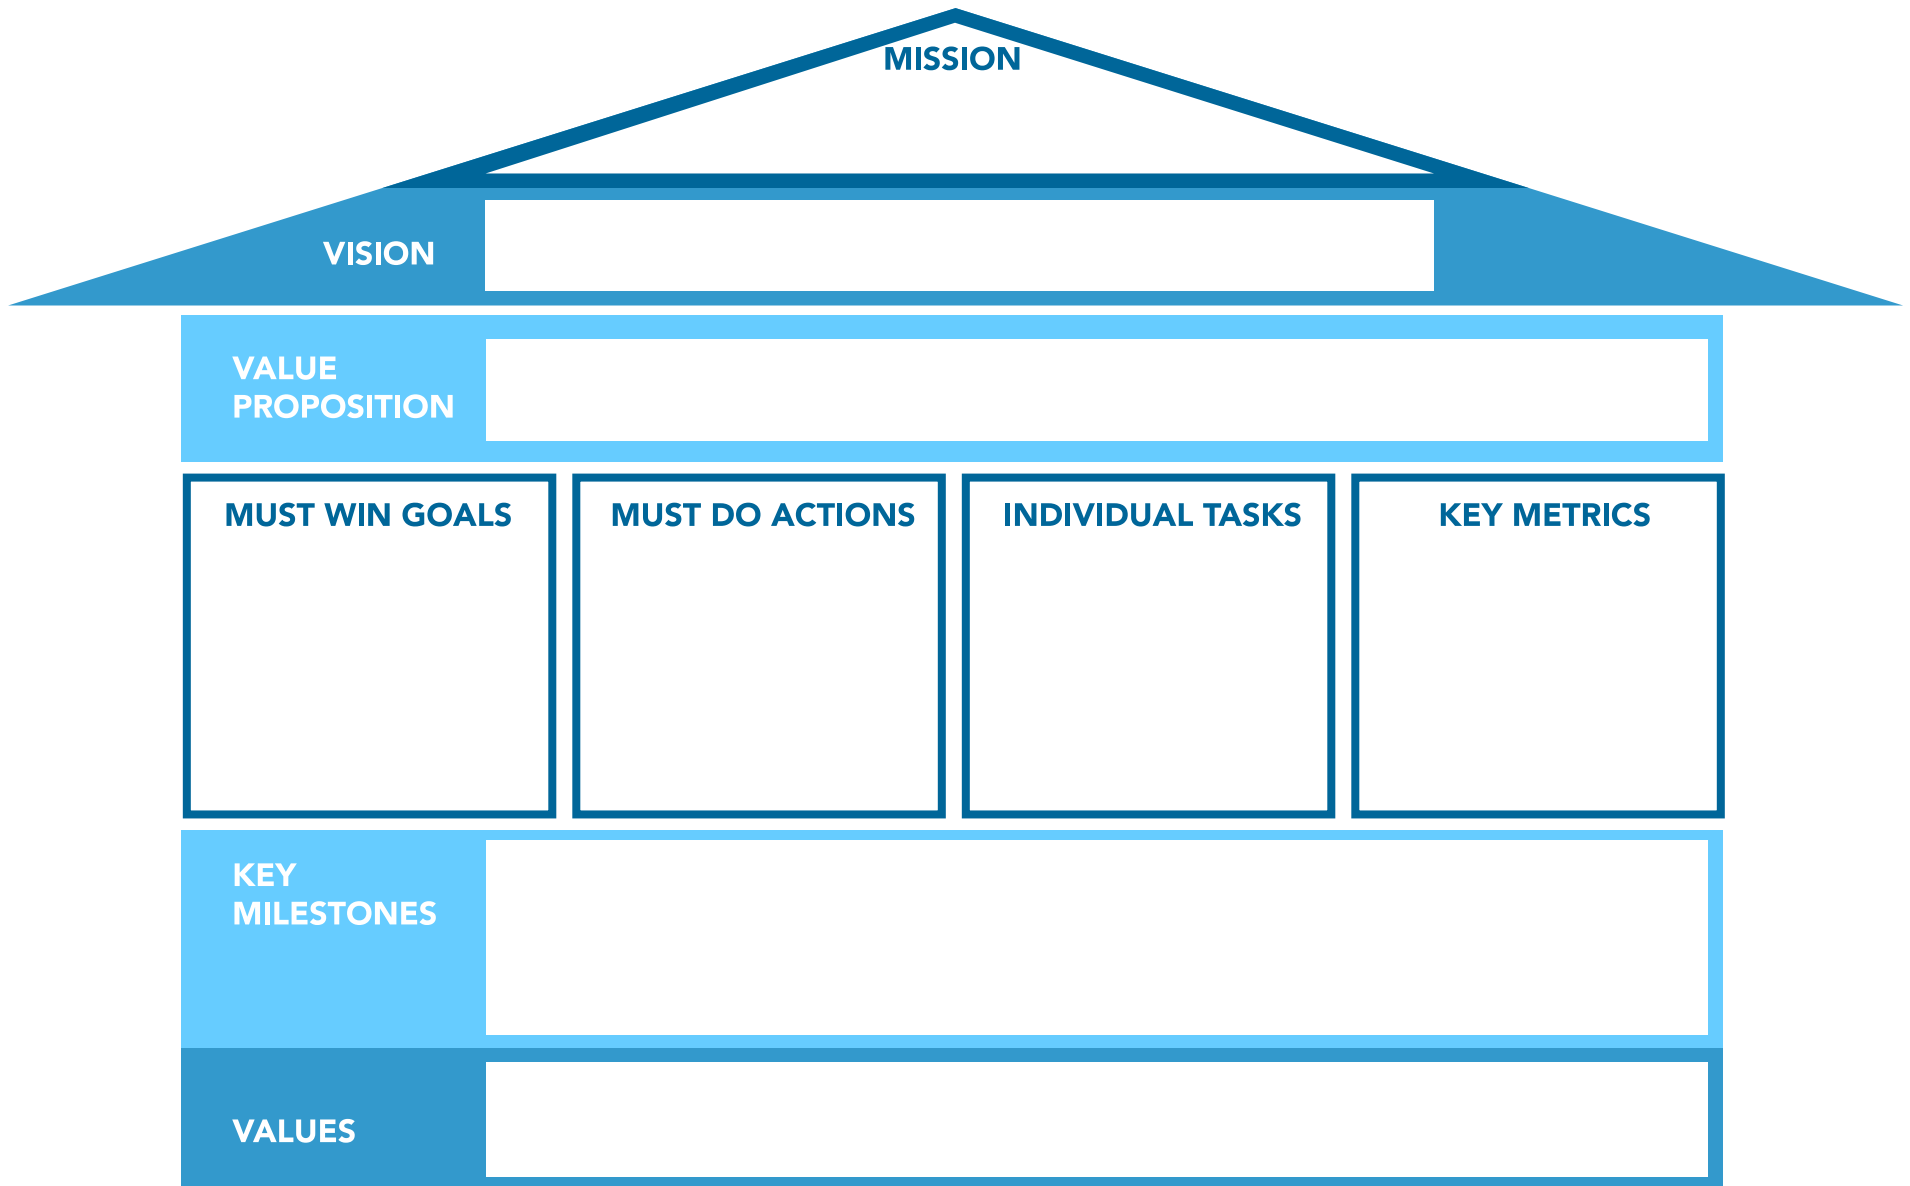 MISSION
VISION
VALUE
PROPOSITION
MUST WIN GOALS
MUST DO ACTIONS
INDIVIDUAL TASKS
KEY METRICS
KEY
MILESTONES
VALUES